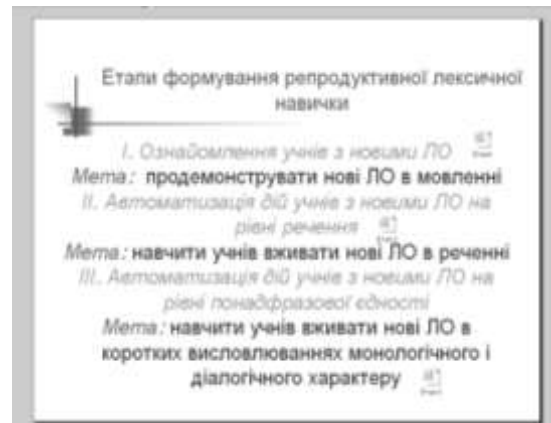 Етапи формування репродуктивної лексичної
навички
І. Ознайомлення учнів з новими ЛО
Мета: продемонструвати нові ЛО в мовленні
ІІ. Автоматизація дій учнів з новими ЛО на
рівні речення
Мета: навчити учнів вживати нові ЛО в реченні
ІІІ. Автоматизація дій учнів з новими ЛО на
рівні понадфразової єдності
Мета: навчити учнів вживати нові ЛО в
коротких висловлюваннях монологічного і
діалогічного характеру